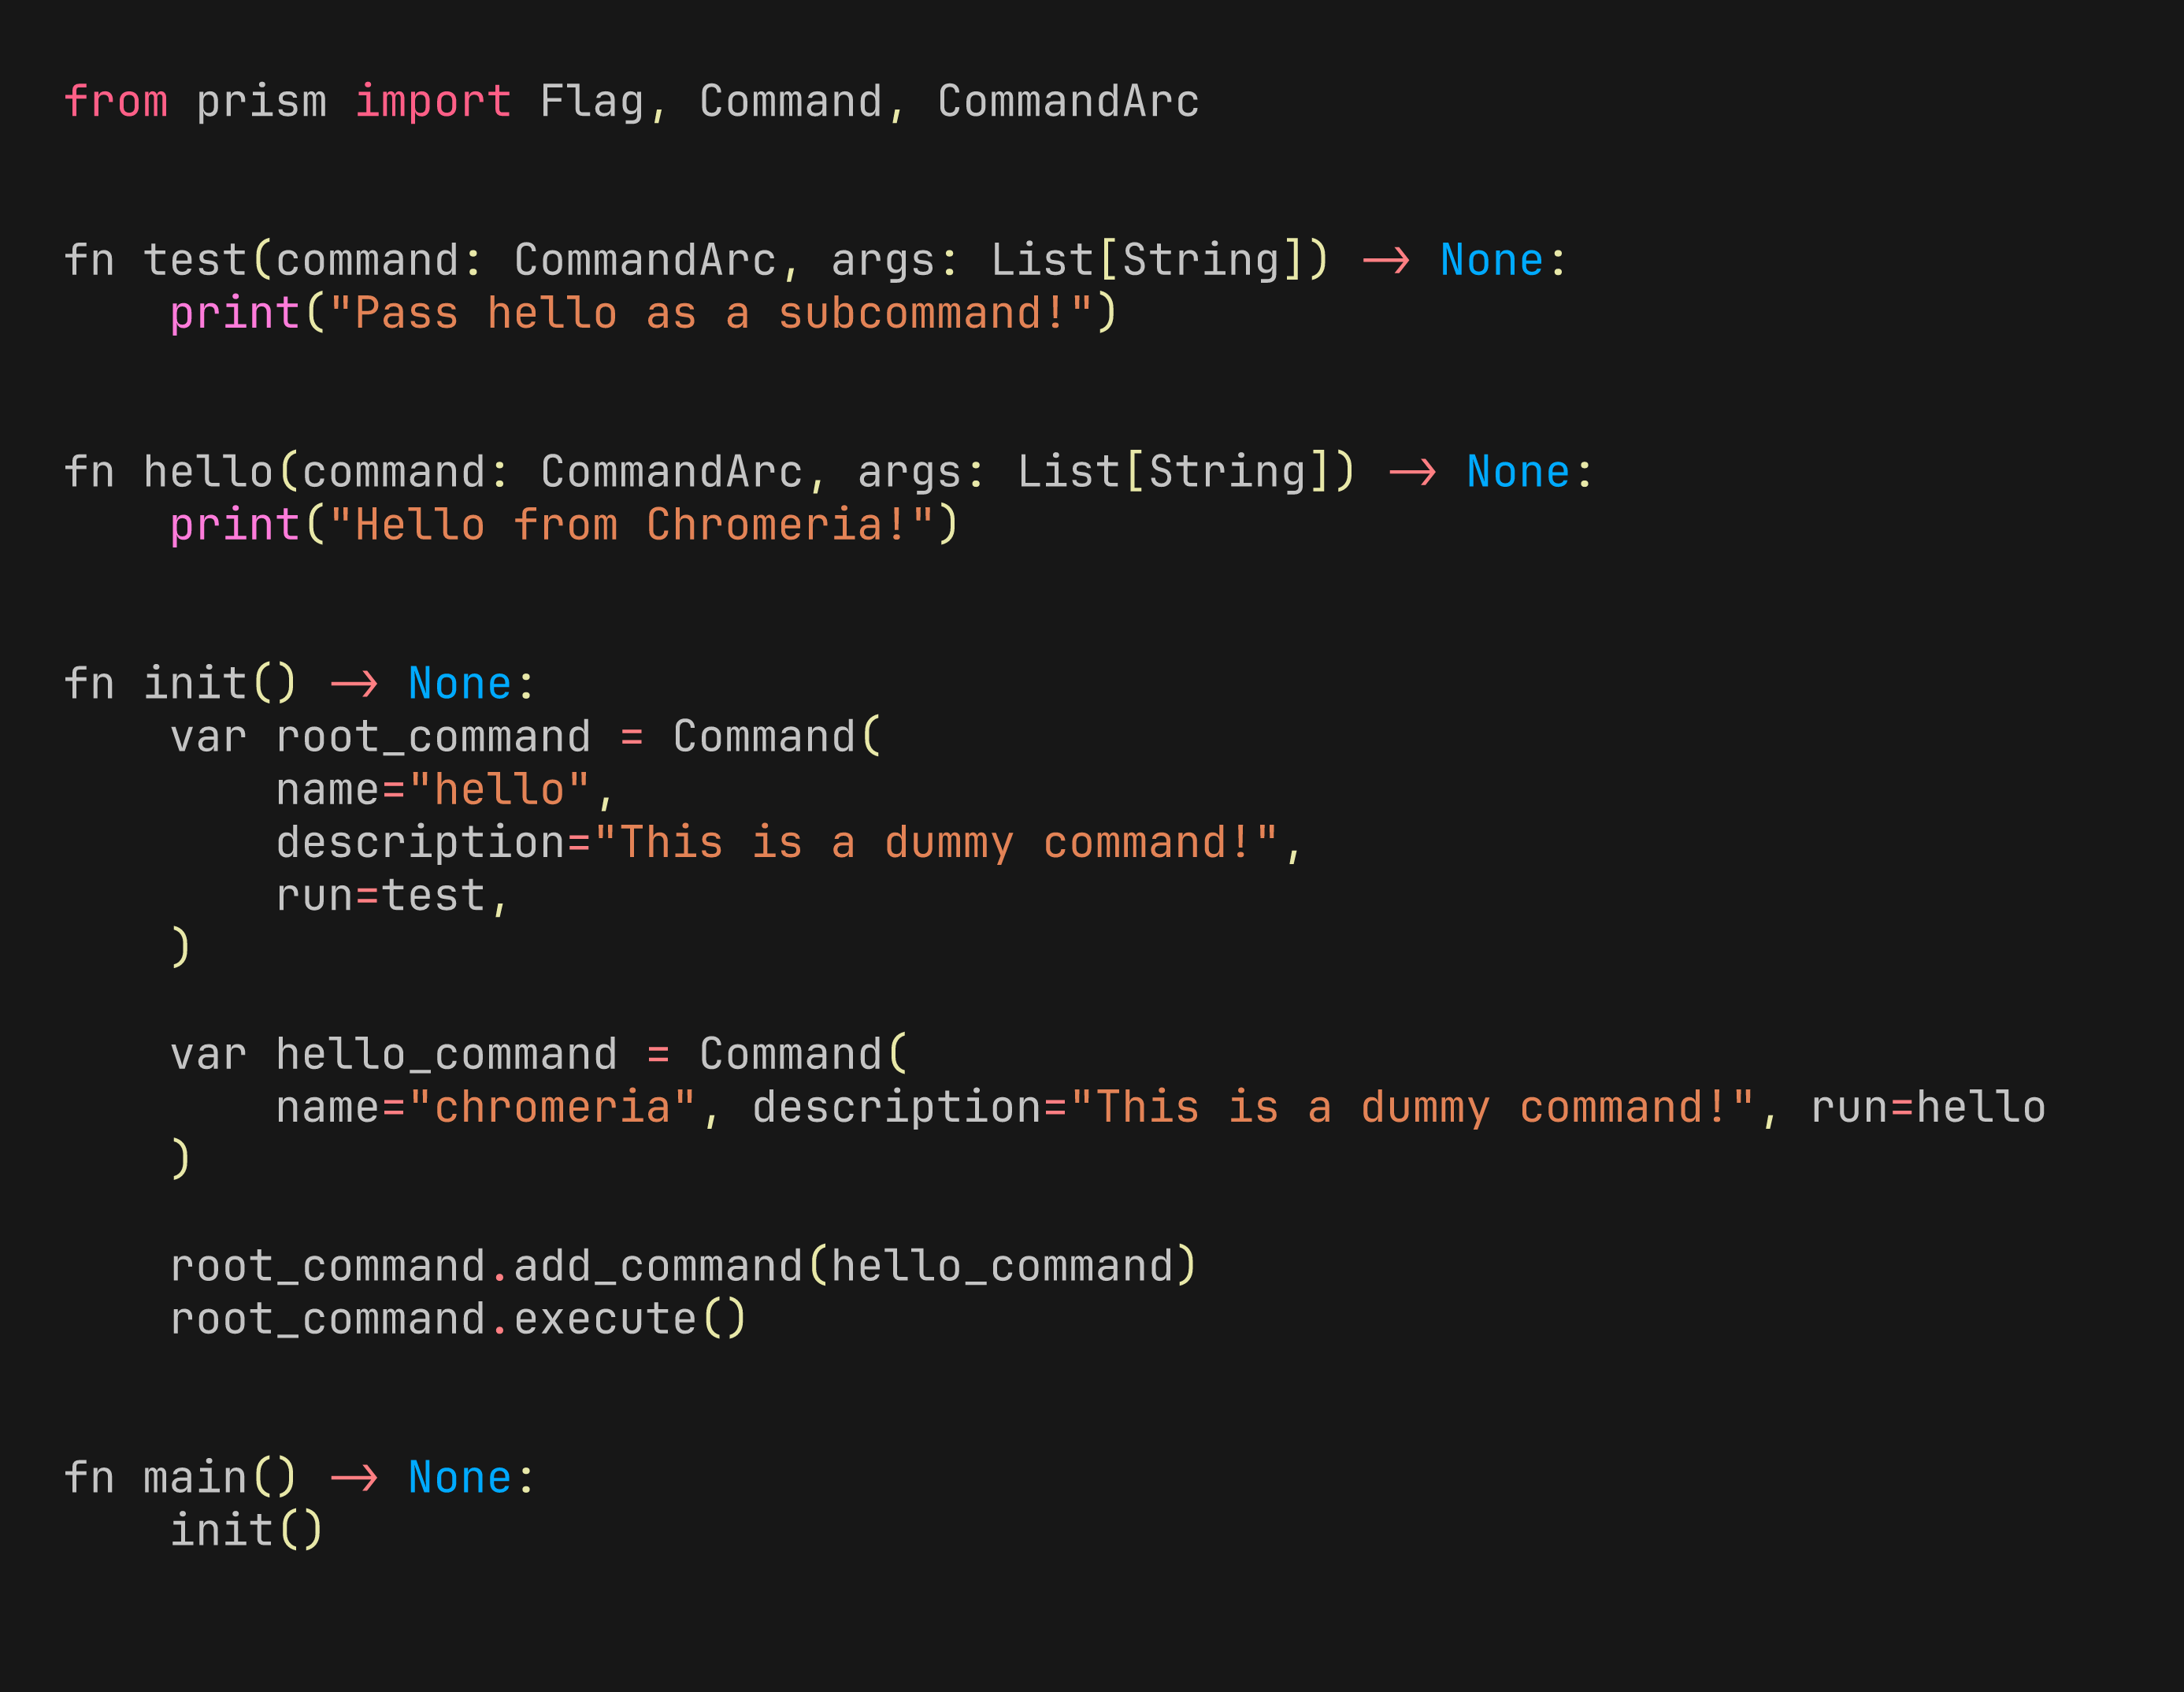 from prism import Flag, Command, CommandArc
fn test(command: CommandArc, args: List[String]) -> None:
    print("Pass hello as a subcommand!")
fn hello(command: CommandArc, args: List[String]) -> None:
    print("Hello from Chromeria!")
fn init() -> None:
    var root_command = Command(
        name="hello",
        description="This is a dummy command!",
        run=test,
    )
    var hello_command = Command(
        name="chromeria", description="This is a dummy command!", run=hello
    )
    root_command.add_command(hello_command)
    root_command.execute()
fn main() -> None:
    init()